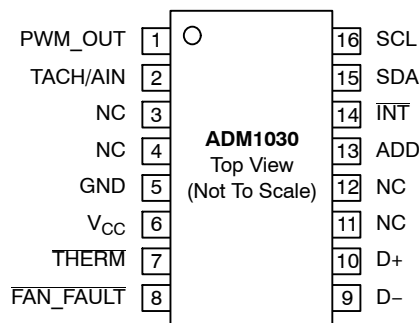 PWM_OUT 1 16 SCL
TACH/AIN 2 15 SDA
NC 3 14 INT
NC 4 ADM1030 13 ADD
GND 5 Top View 12 NC
VCC 6 (Not To Scale) 11 NC
THERM 7 10 D+
FAN_FAULT 8 9 D−